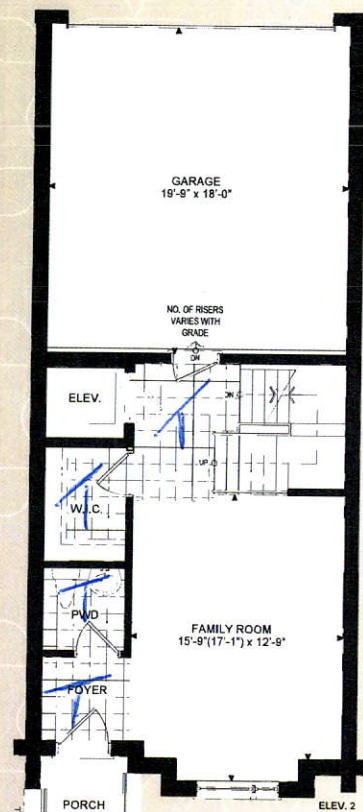 GARAGE
19'-9" x 18'-0"
NO. OF RISERS
VARIES WITH
GRADE
DN
ELEV.
DN
UP
W.I.C.
T
T
T
PWD
FAMILY ROOM
15'-9"(17'-1") x 12'-9"
FOYER
T
PORCH
ELEV. 2